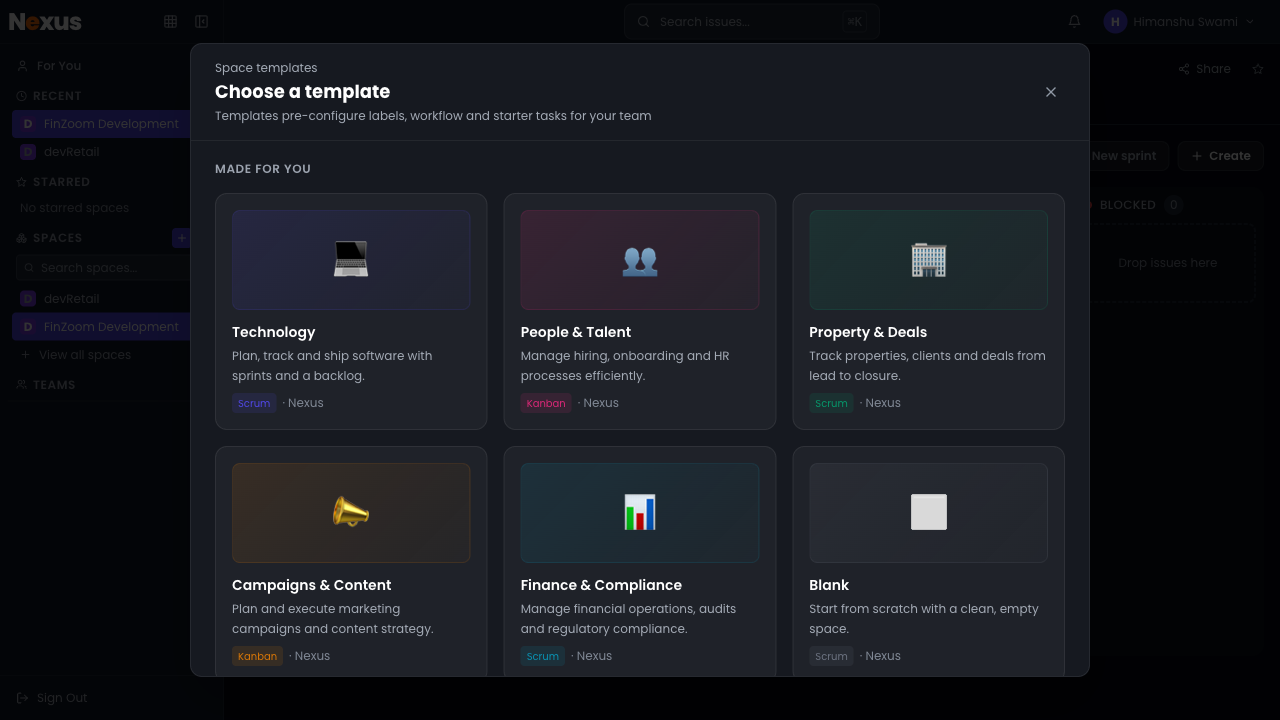 Nexus
Search issues...
⌘K
H
Himanshu Swami
For You
RECENT
D
FinZoom Development
D
devRetail
STARRED
No starred spaces
SPACES
Search spaces...
D
devRetail
D
FinZoom Development
View all spaces
TEAMS
Sign Out
Share
New sprint
Create
BLOCKED
0
Drop issues here
Space templates
Choose a template
Templates pre-configure labels, workflow and starter tasks for your team
MADE FOR YOU
Technology
Plan, track and ship software with
sprints and a backlog.
Scrum · Nexus
People & Talent
Manage hiring, onboarding and HR
processes efficiently.
Kanban · Nexus
Property & Deals
Track properties, clients and deals from
lead to closure.
Scrum · Nexus
Campaigns & Content
Plan and execute marketing
campaigns and content strategy.
Kanban · Nexus
Finance & Compliance
Manage financial operations, audits
and regulatory compliance.
Scrum · Nexus
Blank
Start from scratch with a clean, empty
space.
Scrum · Nexus